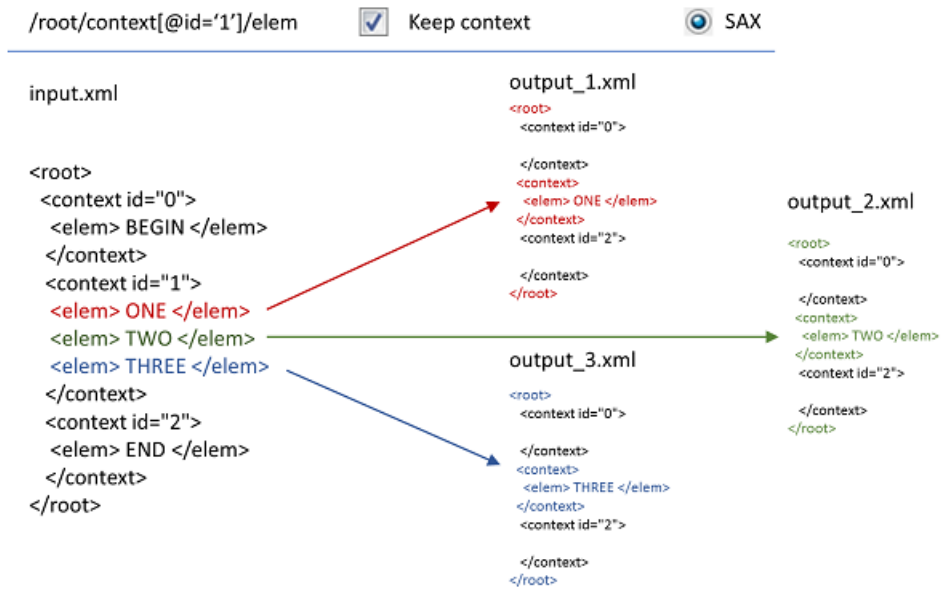 /root/context[@id=‘1’]/elem
Keep context
SAX
input.xml
<root>
<context id="0">
<elem> BEGIN </elem>
</context>
<context id="1">
<elem> ONE </elem>
<elem> TWO </elem>
<elem> THREE </elem>
</context>
<context id="2">
<elem> END </elem>
</context>
</root>
output_1.xml
<root>
<context id="0">
</context>
<context>
<elem> ONE </elem>
</context>
<context id="2">
</context>
</root>
output_2.xml
<root>
<context id="0">
</context>
<context>
<elem> TWO </elem>
</context>
<context id="2">
</context>
</root>
output_3.xml
<root>
<context id="0">
</context>
<context>
<elem> THREE </elem>
</context>
<context id="2">
</context>
</root>